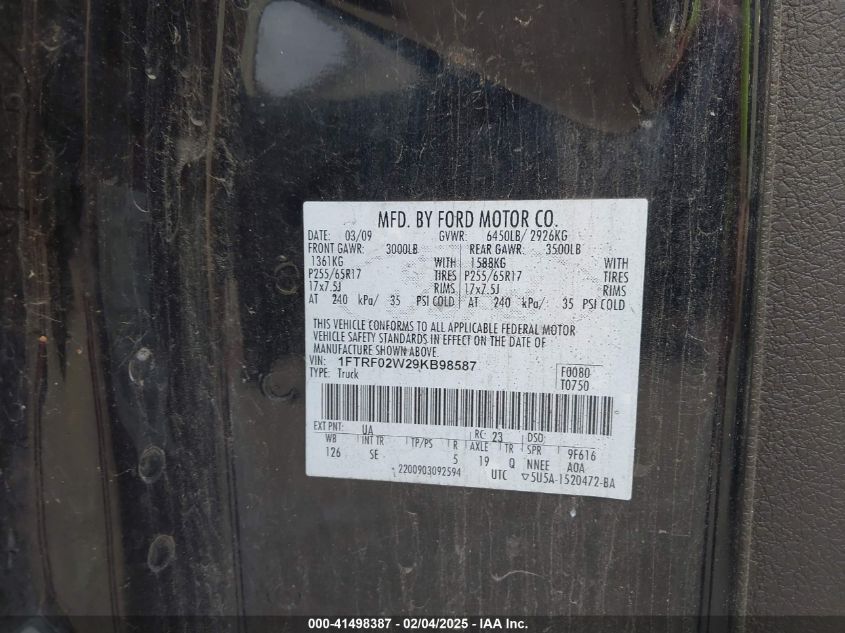 MFD. BY FORD MOTOR CO.
DATE: 03/09 GVWR: 6450LB/ 2926KG
FRONT GAWR: 3000LB REAR GAWR: 3500LB
1361KG WITH 1588KG WITH
P255/65R17 TIRES P255/65R17 TIRES
17x7.5J RIMS 17x7.5J RIMS
AT 240 kPa/ 35 PSI COLD AT 240 kPa/ 35 PSI COLD
THIS VEHICLE CONFORMS TO ALL APPLICABLE FEDERAL MOTOR
VEHICLE SAFETY STANDARDS IN EFFECT ON THE DATE OF
MANUFACTURE SHOWN ABOVE.
VIN: 1FTRF02W29KB98587 F0080
TYPE: Truck T0750
EXT PNT: UA RC: 23 DSO:
WB INT TR TP/PS R AXLE TR SPR 9F616
126 SE 5 19 Q NNEE AOA
2200903092594 UTC ▽5U5A-1520472-BA
000-41498387 - 02/04/2025 - IAA Inc.